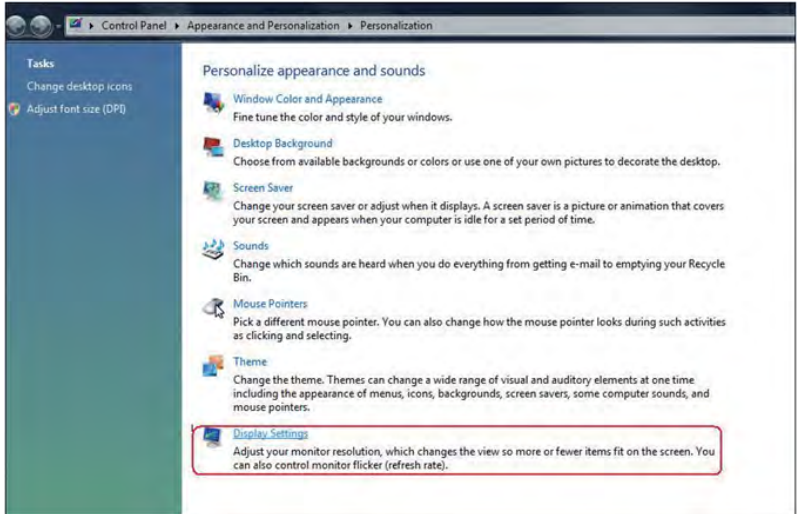 Control Panel ▸ Appearance and Personalization ▸ Personalization
Tasks
Change desktop icons
Adjust font size (DPI)
Personalize appearance and sounds
Window Color and Appearance
Fine tune the color and style of your windows.
Desktop Background
Choose from available backgrounds or colors or use one of your own pictures to decorate the desktop.
Screen Saver
Change your screen saver or adjust when it displays. A screen saver is a picture or animation that covers
your screen and appears when your computer is idle for a set period of time.
Sounds
Change which sounds are heard when you do everything from getting e-mail to emptying your Recycle
Bin.
Mouse Pointers
Pick a different mouse pointer. You can also change how the mouse pointer looks during such activities
as clicking and selecting.
Theme
Change the theme. Themes can change a wide range of visual and auditory elements at one time
including the appearance of menus, icons, backgrounds, screen savers, some computer sounds, and
mouse pointers.
Display Settings
Adjust your monitor resolution, which changes the view so more or fewer items fit on the screen. You
can also control monitor flicker (refresh rate).